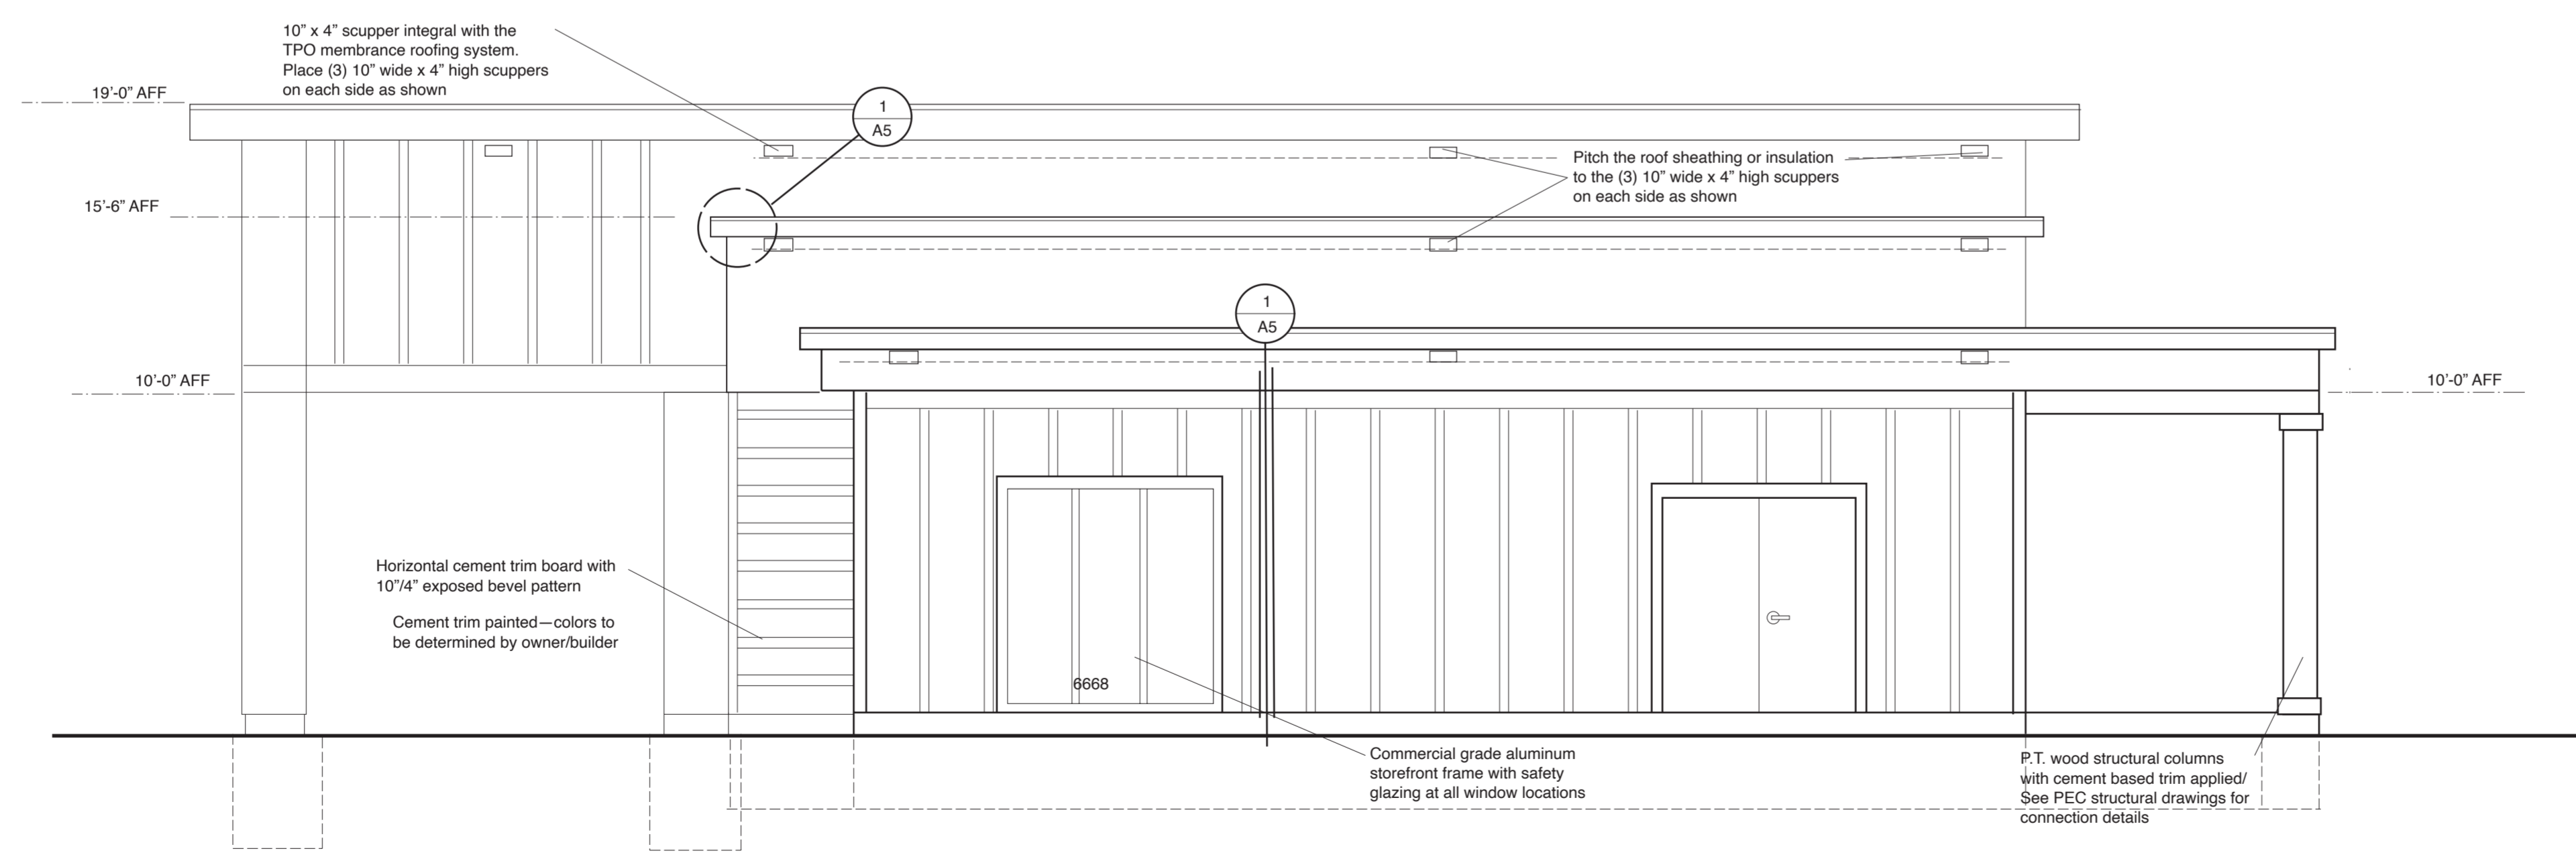 10” x 4” scupper integral with the
TPO membrance roofing system.
Place (3) 10” wide x 4” high scuppers
on each side as shown
19’-0” AFF
1
A5
Pitch the roof sheathing or insulation
to the (3) 10” wide x 4” high scuppers
on each side as shown
15’-6” AFF
1
A5
10’-0” AFF
10’-0” AFF
Horizontal cement trim board with
10”/4” exposed bevel pattern
Cement trim painted—colors to
be determined by owner/builder
6668
Commercial grade aluminum
storefront frame with safety
glazing at all window locations
P.T. wood structural columns
with cement based trim applied/
See PEC structural drawings for
connection details